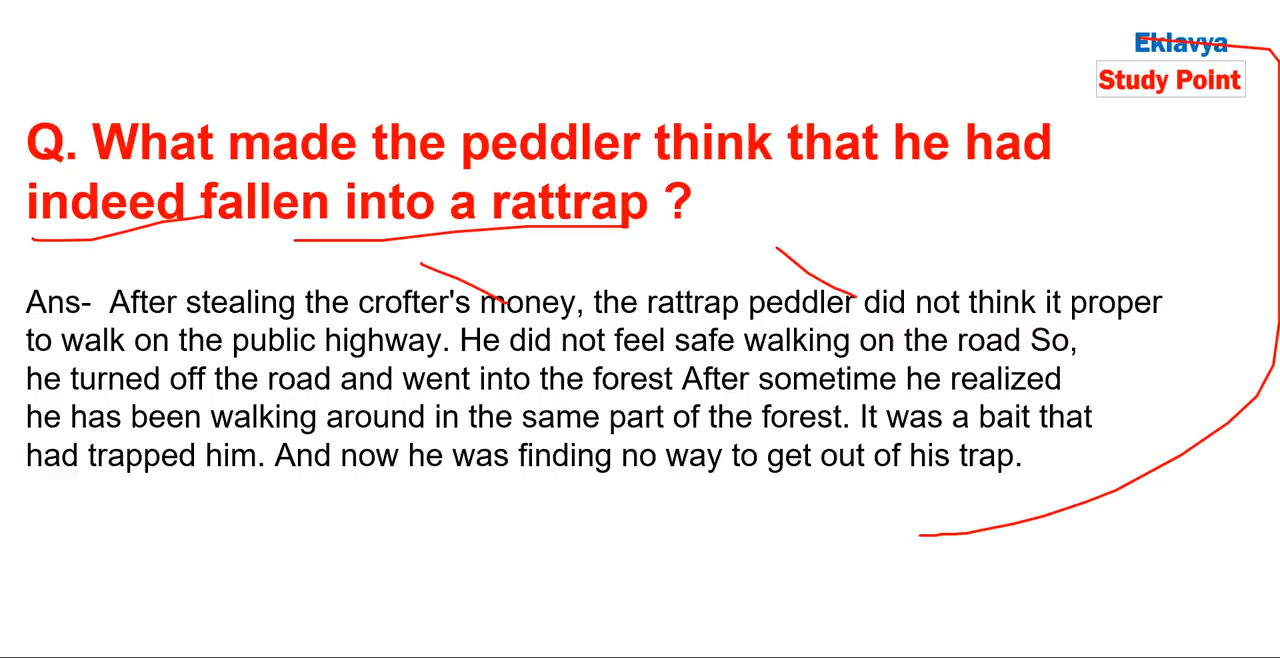 Eklavya
Study Point
Q. What made the peddler think that he had
indeed fallen into a rattrap ?
Ans-  After stealing the crofter's money, the rattrap peddler did not think it proper
to walk on the public highway. He did not feel safe walking on the road So,
he turned off the road and went into the forest After sometime he realized
he has been walking around in the same part of the forest. It was a bait that
had trapped him. And now he was finding no way to get out of his trap.